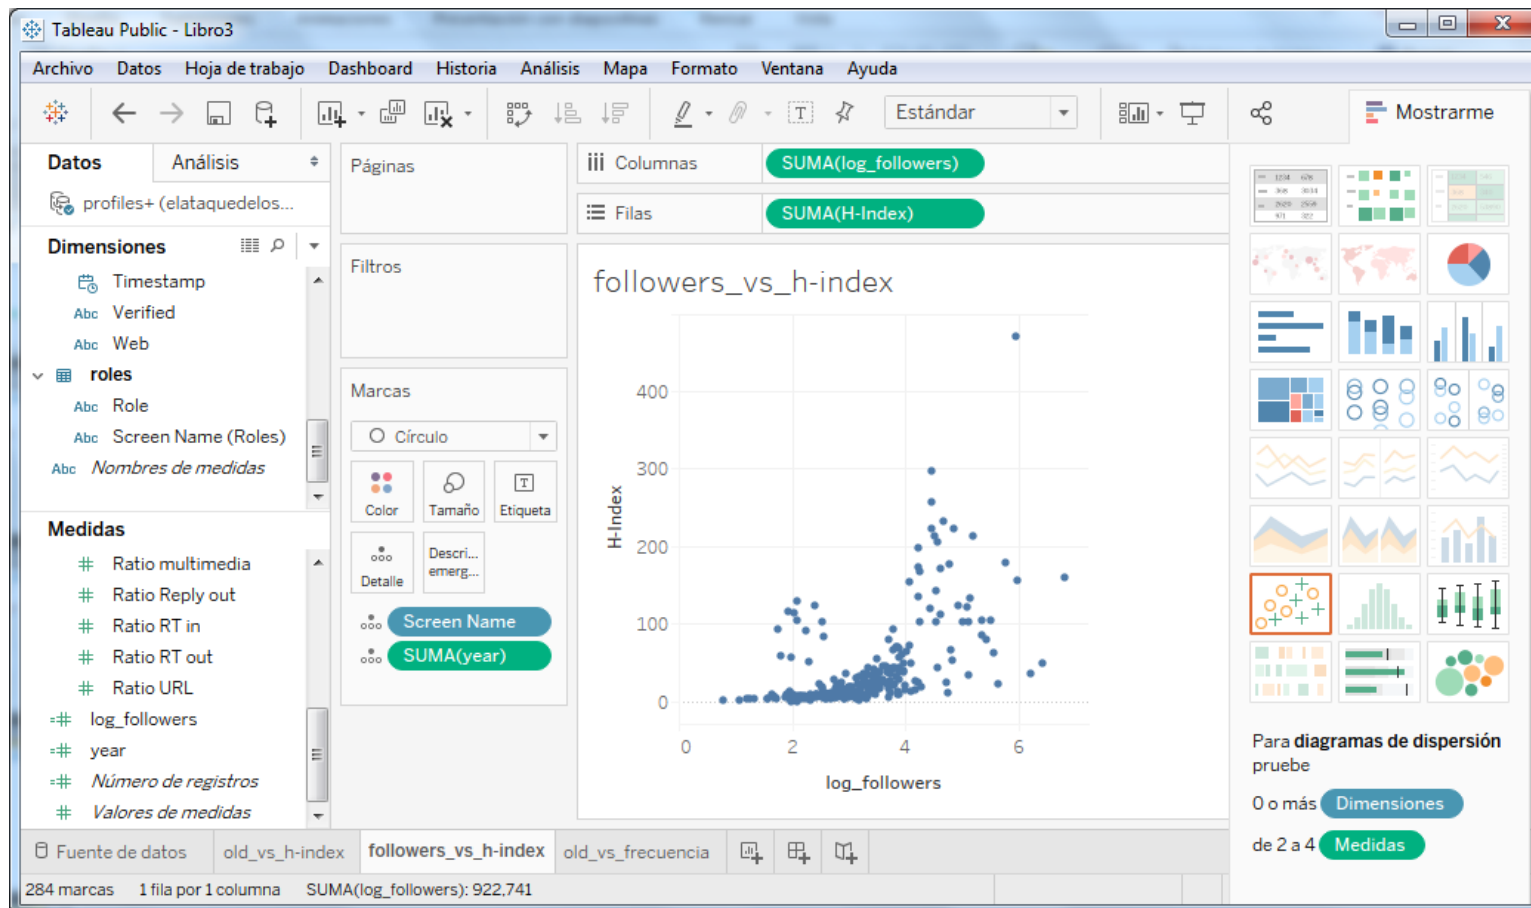 Tableau Public - Libro3
Archivo Datos Hoja de trabajo Dashboard Historia Análisis Mapa Formato Ventana Ayuda
Estándar
Mostrarme
Datos Análisis
profiles+ (elataquedelos...
Dimensiones
Timestamp
Abc Verified
Abc Web
roles
Abc Role
Abc Screen Name (Roles)
Abc Nombres de medidas
Medidas
Ratio multimedia
Ratio Reply out
Ratio RT in
Ratio RT out
Ratio URL
log_followers
year
Número de registros
Valores de medidas
Páginas
Filtros
Marcas
Círculo
Color Tamaño Etiqueta
Detalle
Descri...
emerg...
Screen Name
SUMA(year)
Columnas SUMA(log_followers)
Filas SUMA(H-Index)
followers_vs_h-index
H-Index
400
300
200
100
0
0 2 4 6
log_followers
Para diagramas de dispersión
pruebe
0 o más Dimensiones
de 2 a 4 Medidas
Fuente de datos old_vs_h-index followers_vs_h-index old_vs_frecuencia
284 marcas 1 fila por 1 columna SUMA(log_followers): 922,741